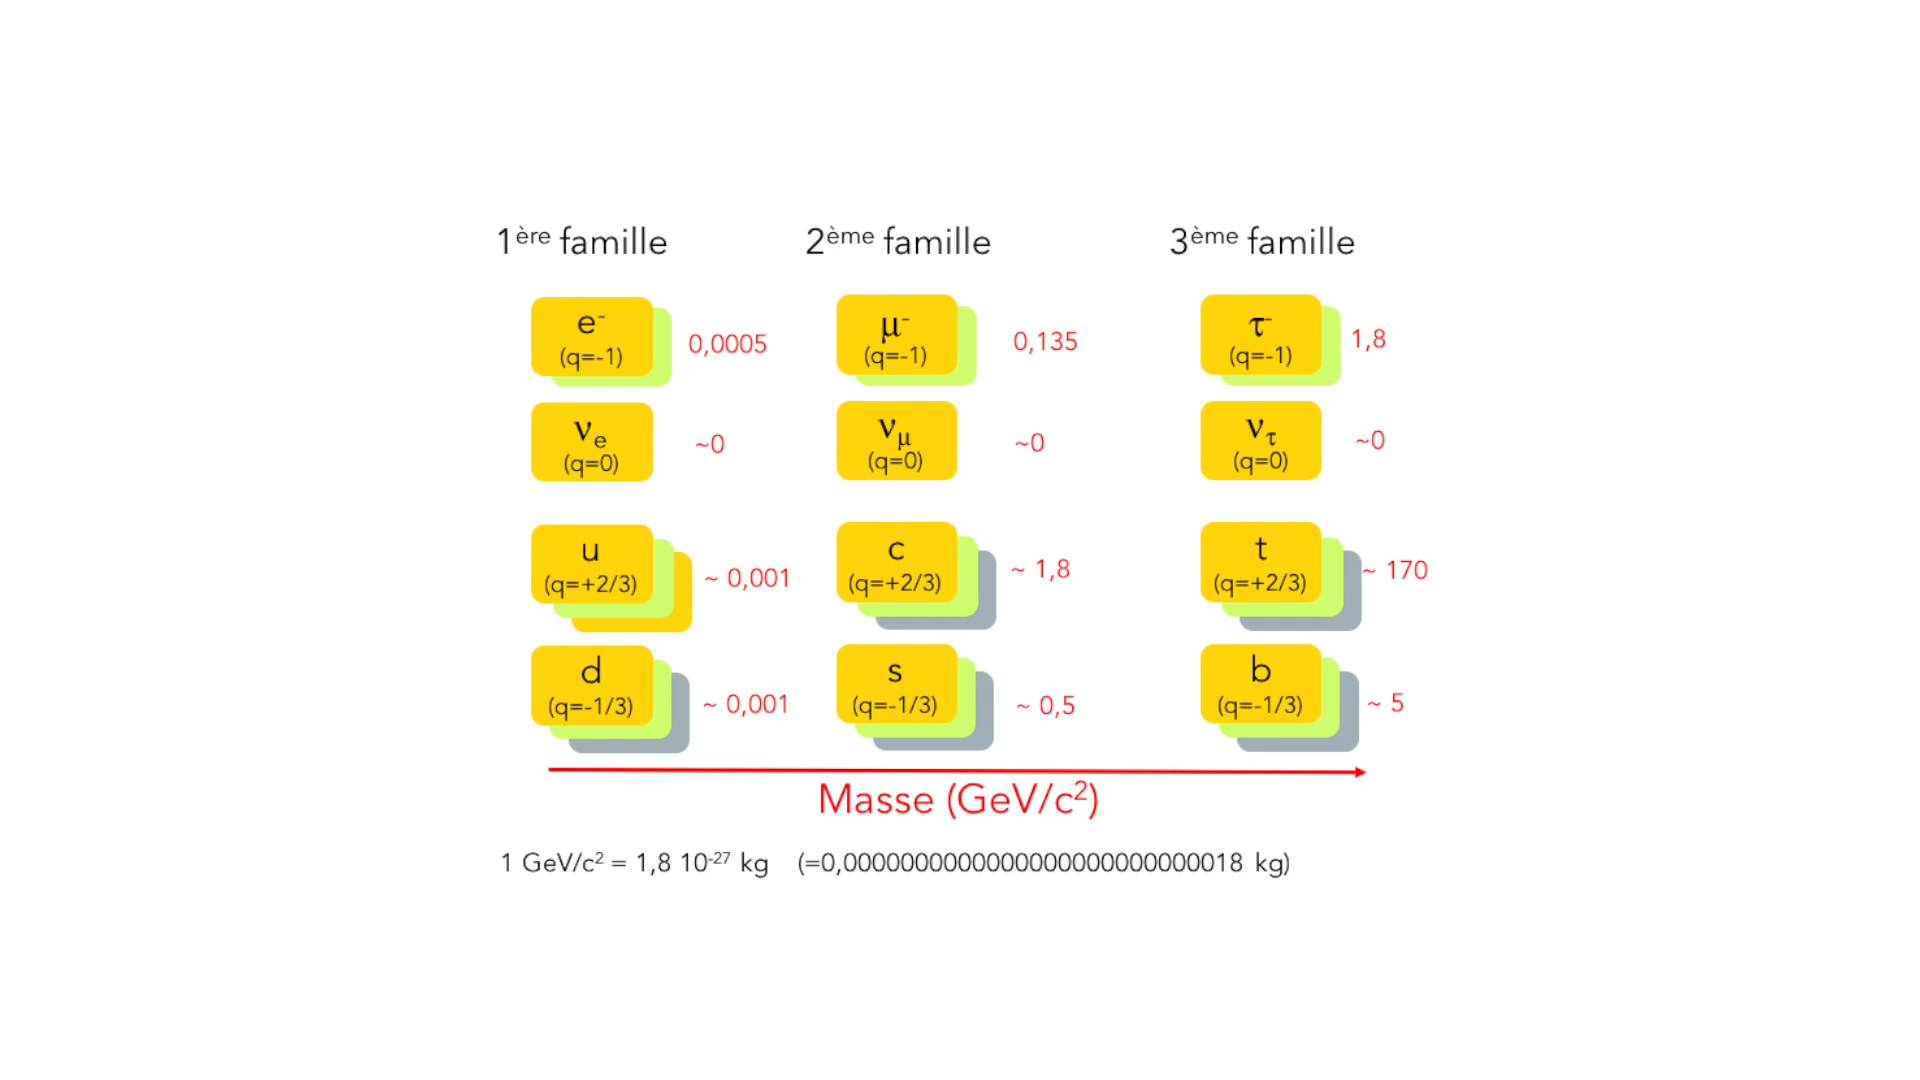 1ère famille 2ème famille 3ème famille
e- 0,0005 μ- 0,135 τ- 1,8
(q=-1) (q=-1) (q=-1)
νe ~0 νμ ~0 ντ ~0
(q=0) (q=0) (q=0)
u ~ 0,001 c ~ 1,8 t ~ 170
(q=+2/3) (q=+2/3) (q=+2/3)
d ~ 0,001 s ~ 0,5 b ~ 5
(q=-1/3) (q=-1/3) (q=-1/3)
Masse (GeV/c²)
1 GeV/c² = 1,8 10⁻²⁷ kg (=0,0000000000000000000000000018 kg)